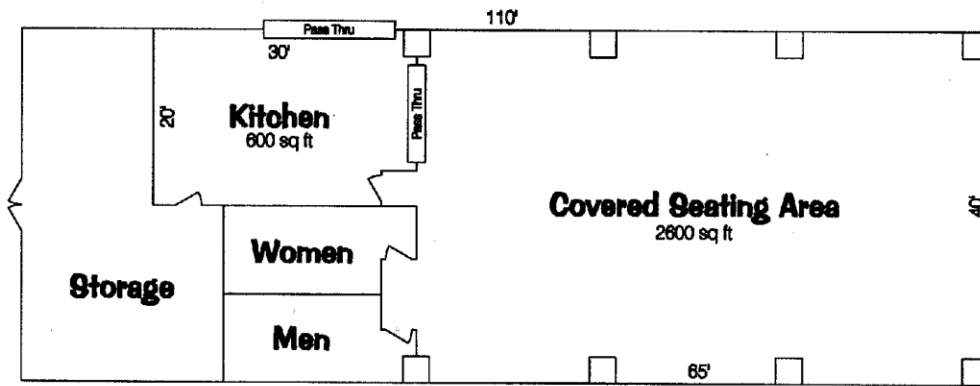 Pass Thru
110'
30'
20'
Kitchen
600 sq ft
Pass Thru
Covered Seating Area
2600 sq ft
40'
Women
Storage
Men
65'